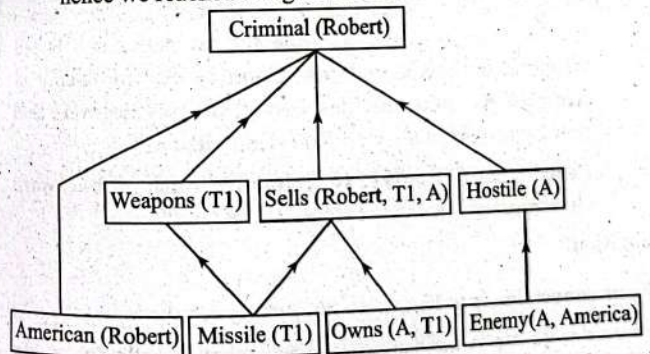 Criminal (Robert)
Weapons (T1)
Sells (Robert, T1, A)
Hostile (A)
American (Robert)
Missile (T1)
Owns (A, T1)
Enemy(A, America)